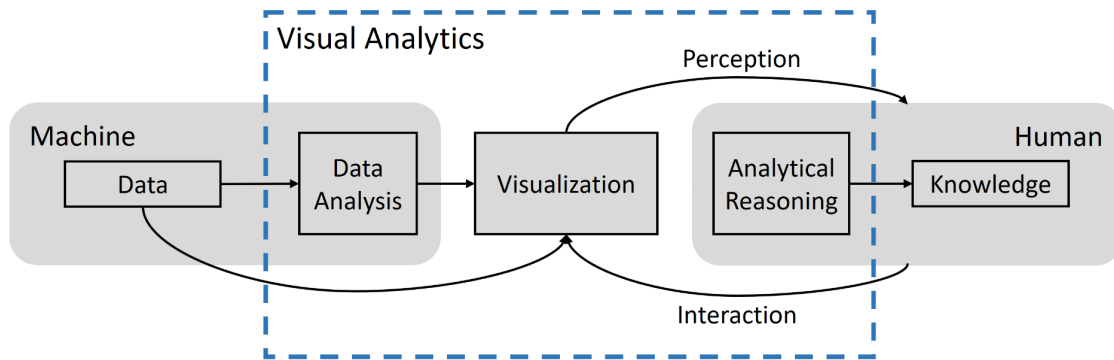 Visual Analytics
Perception
Machine
Human
Data
Data
Analysis
Visualization
Analytical
Reasoning
Knowledge
Interaction